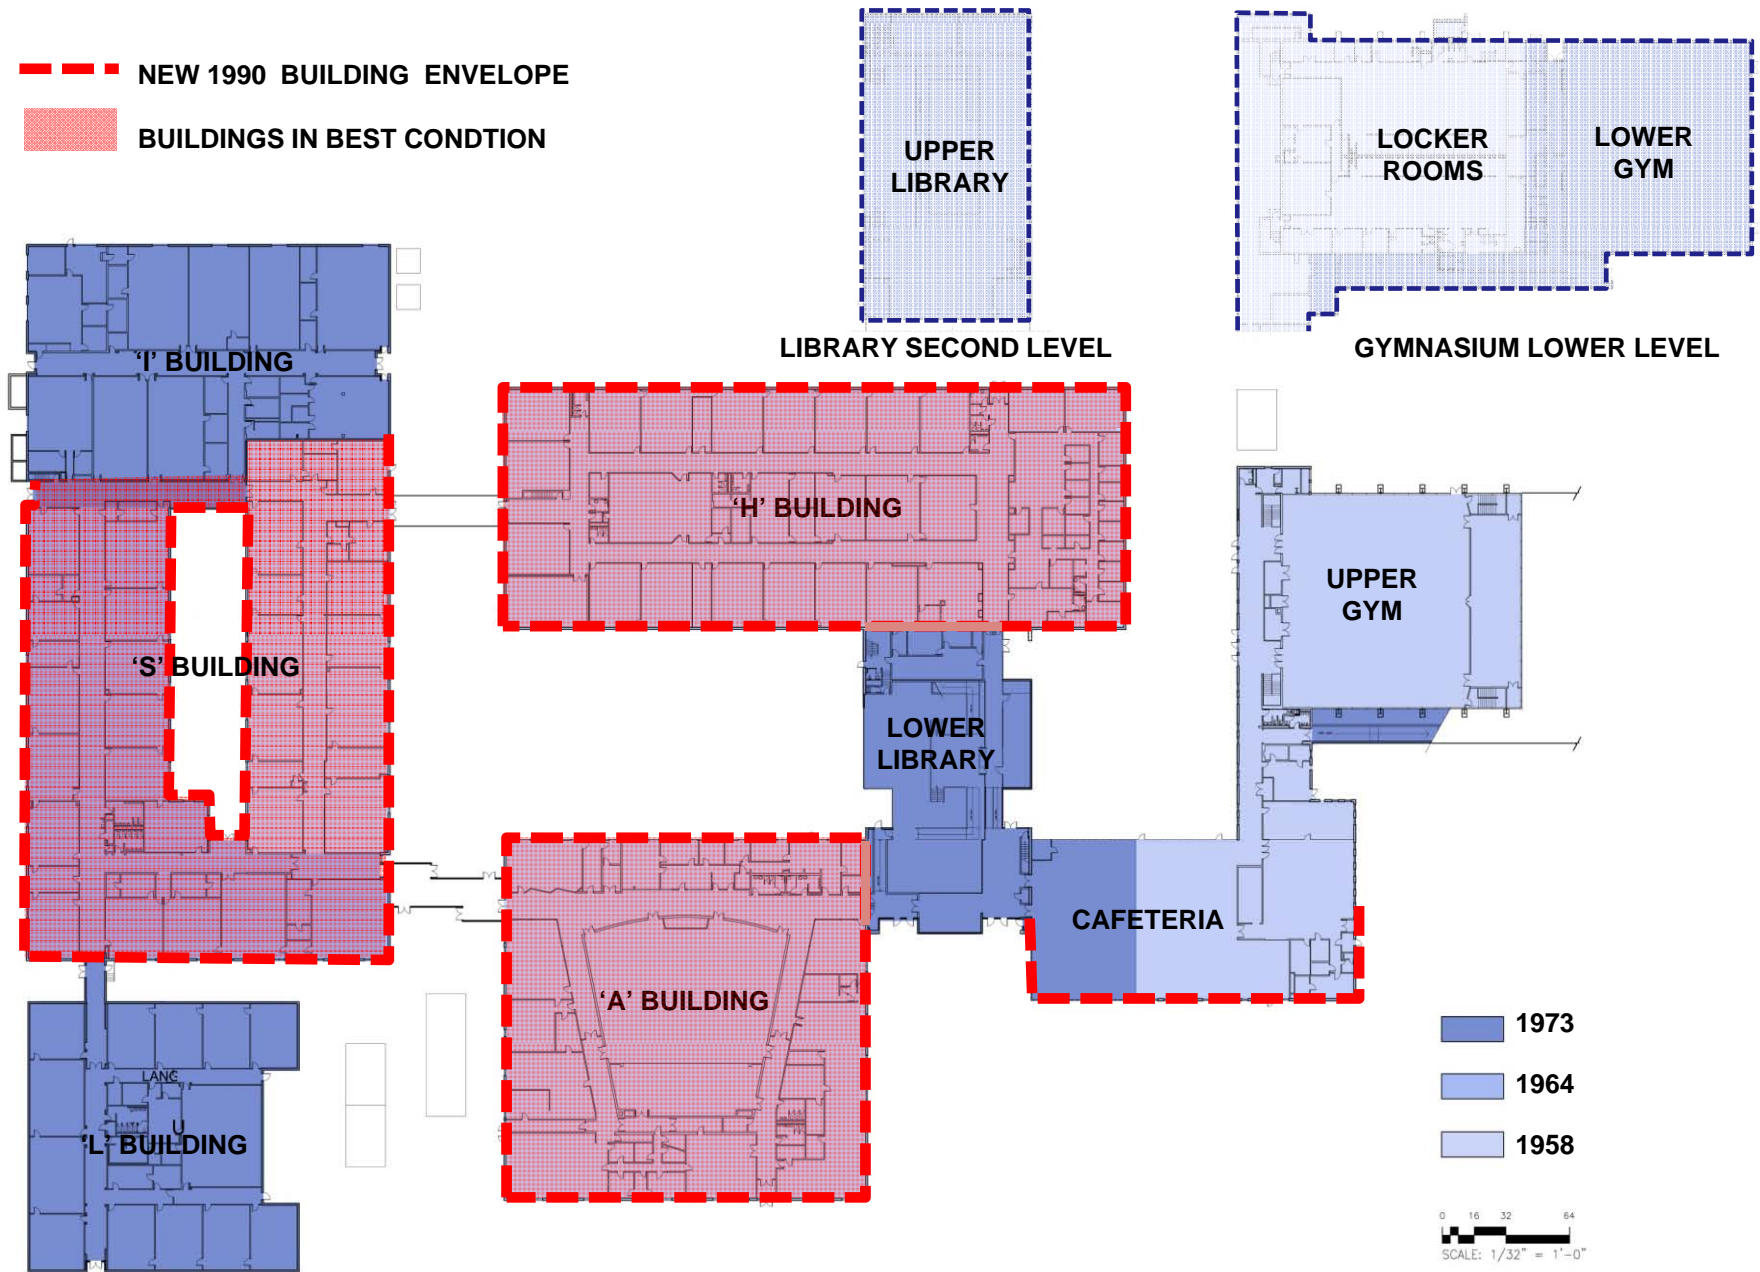 NEW 1990 BUILDING ENVELOPE
BUILDINGS IN BEST CONDTION
UPPER
LIBRARY
LOCKER
ROOMS
LOWER
GYM
LIBRARY SECOND LEVEL
GYMNASIUM LOWER LEVEL
'I' BUILDING
'H' BUILDING
UPPER
GYM
'S' BUILDING
LOWER
LIBRARY
CAFETERIA
'A' BUILDING
LANG
U
'L' BUILDING
1973
1964
1958
0 16 32 64
SCALE: 1/32" = 1'-0"